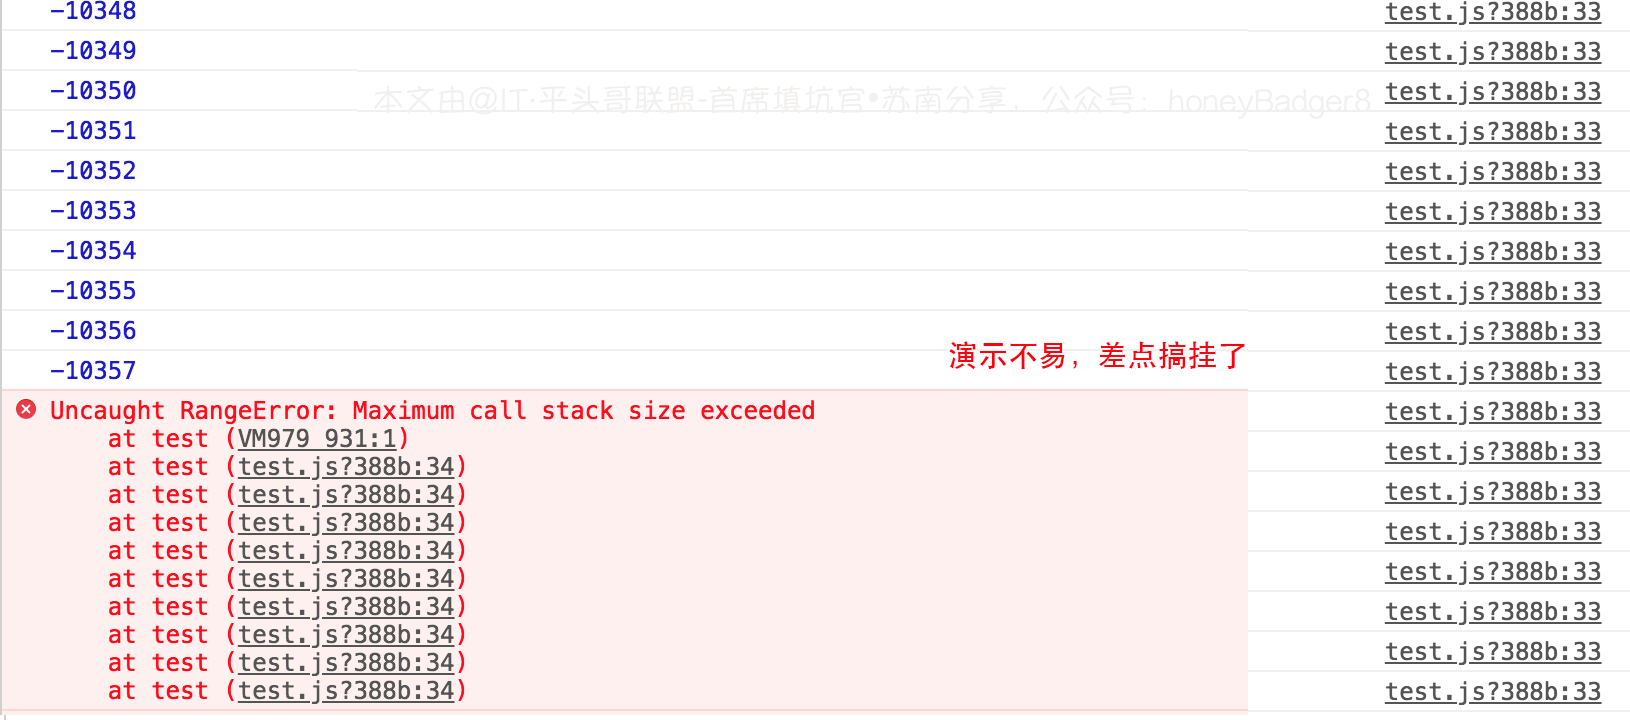 -10348 test.js?388b:33
-10349 test.js?388b:33
-10350 test.js?388b:33
本文由@IT·平头哥联盟-首席填坑官•苏南分享，公众号：honeyBadger8
-10351 test.js?388b:33
-10352 test.js?388b:33
-10353 test.js?388b:33
-10354 test.js?388b:33
-10355 test.js?388b:33
-10356 test.js?388b:33
演示不易，差点搞挂了
-10357 test.js?388b:33
Uncaught RangeError: Maximum call stack size exceeded
at test (VM979 931:1)
at test (test.js?388b:34)
at test (test.js?388b:34)
at test (test.js?388b:34)
at test (test.js?388b:34)
at test (test.js?388b:34)
at test (test.js?388b:34)
at test (test.js?388b:34)
at test (test.js?388b:34)
at test (test.js?388b:34)
test.js?388b:33
test.js?388b:33
test.js?388b:33
test.js?388b:33
test.js?388b:33
test.js?388b:33
test.js?388b:33
test.js?388b:33